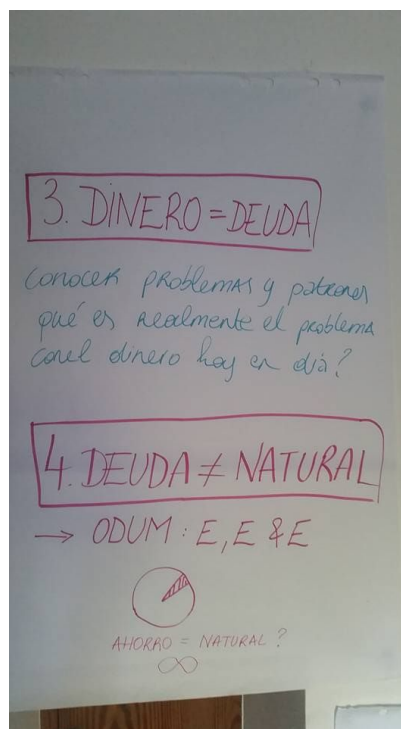 3. DINERO = DEUDA
Conocer problemas y patrones
qué es realmente el problema
con el dinero hoy en día?
4. DEUDA ≠ NATURAL
→ ODUM : E, E & E
AHORRO = NATURAL ?
∞